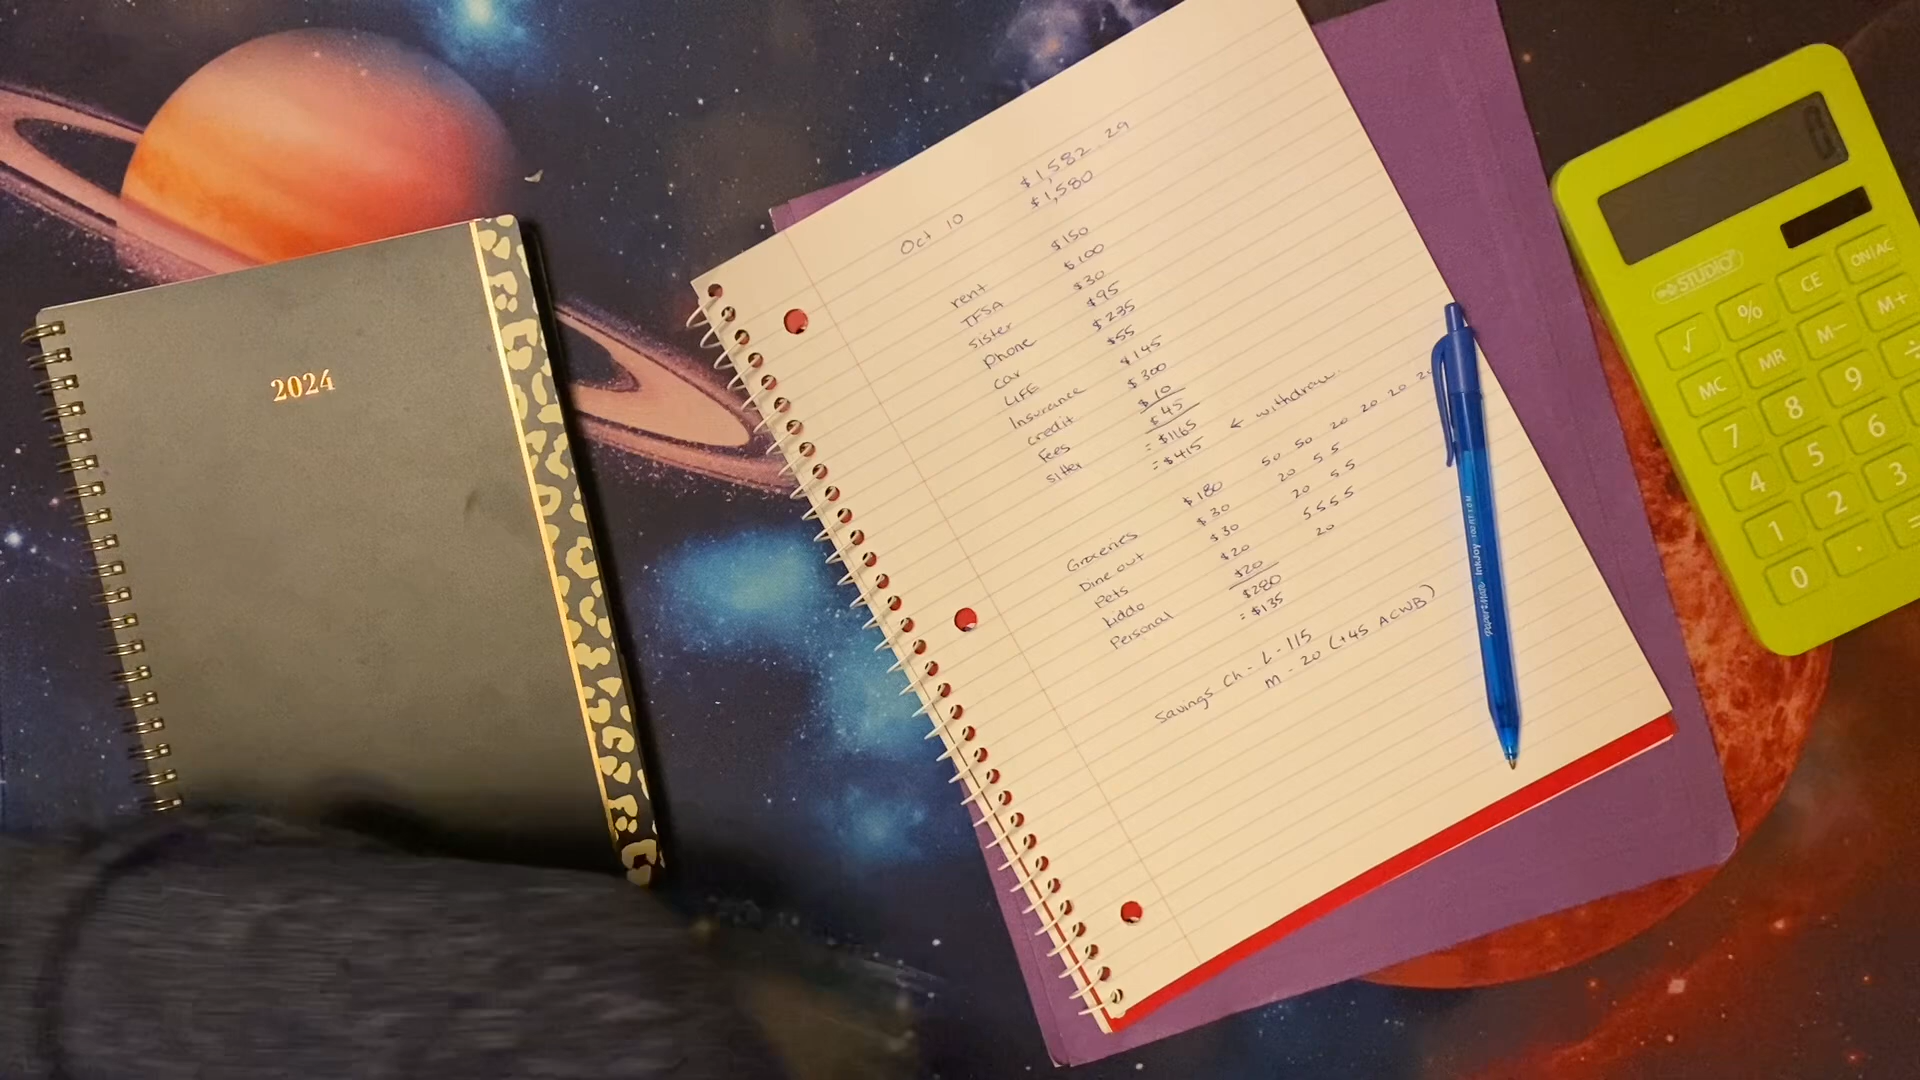 2024
$1,582.29
Oct 10 $1,580
rent $150
TFSA $100
sister $30
phone $95
car $235
LIFE $55
Insurance $145
credit $300
Fees $10
sitter $45
= $1165
= $415 ← withdraw.
Groceries $180 50 50 20 20 20 20
Dine out $30 20 5 5
Pets $30 20 5 5
kiddo $20 5 5 5 5
Personal $20 20
$280
= $135
Savings Ch - L - 115
m - 20 (+45 ACWB)
PAPER MATE InkJoy
STUDIO
0
ON/AC
√ % CE M+
MC MR M− ÷
7 8 9
4 5 6
1 2 3
0 . =